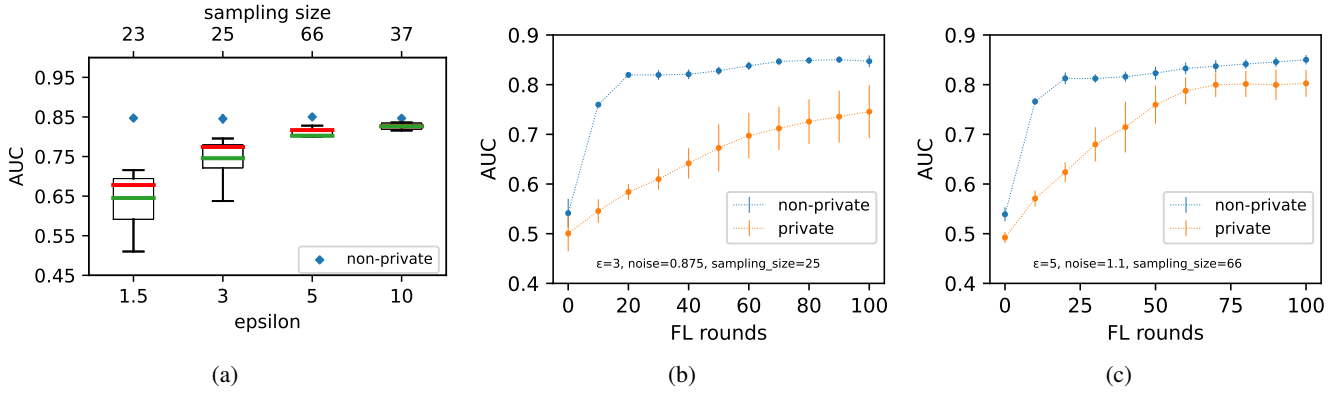 sampling size
23 25 66 37
0.95
0.85
0.75
0.65
0.55
0.45
AUC
non-private
1.5 3 5 10
epsilon
(a)
0.9
0.8
0.7
0.6
0.5
0.4
AUC
non-private
private
ε=3, noise=0.875, sampling_size=25
0 20 40 60 80 100
FL rounds
(b)
0.9
0.8
0.7
0.6
0.5
0.4
AUC
non-private
private
ε=5, noise=1.1, sampling_size=66
0 25 50 75 100
FL rounds
(c)